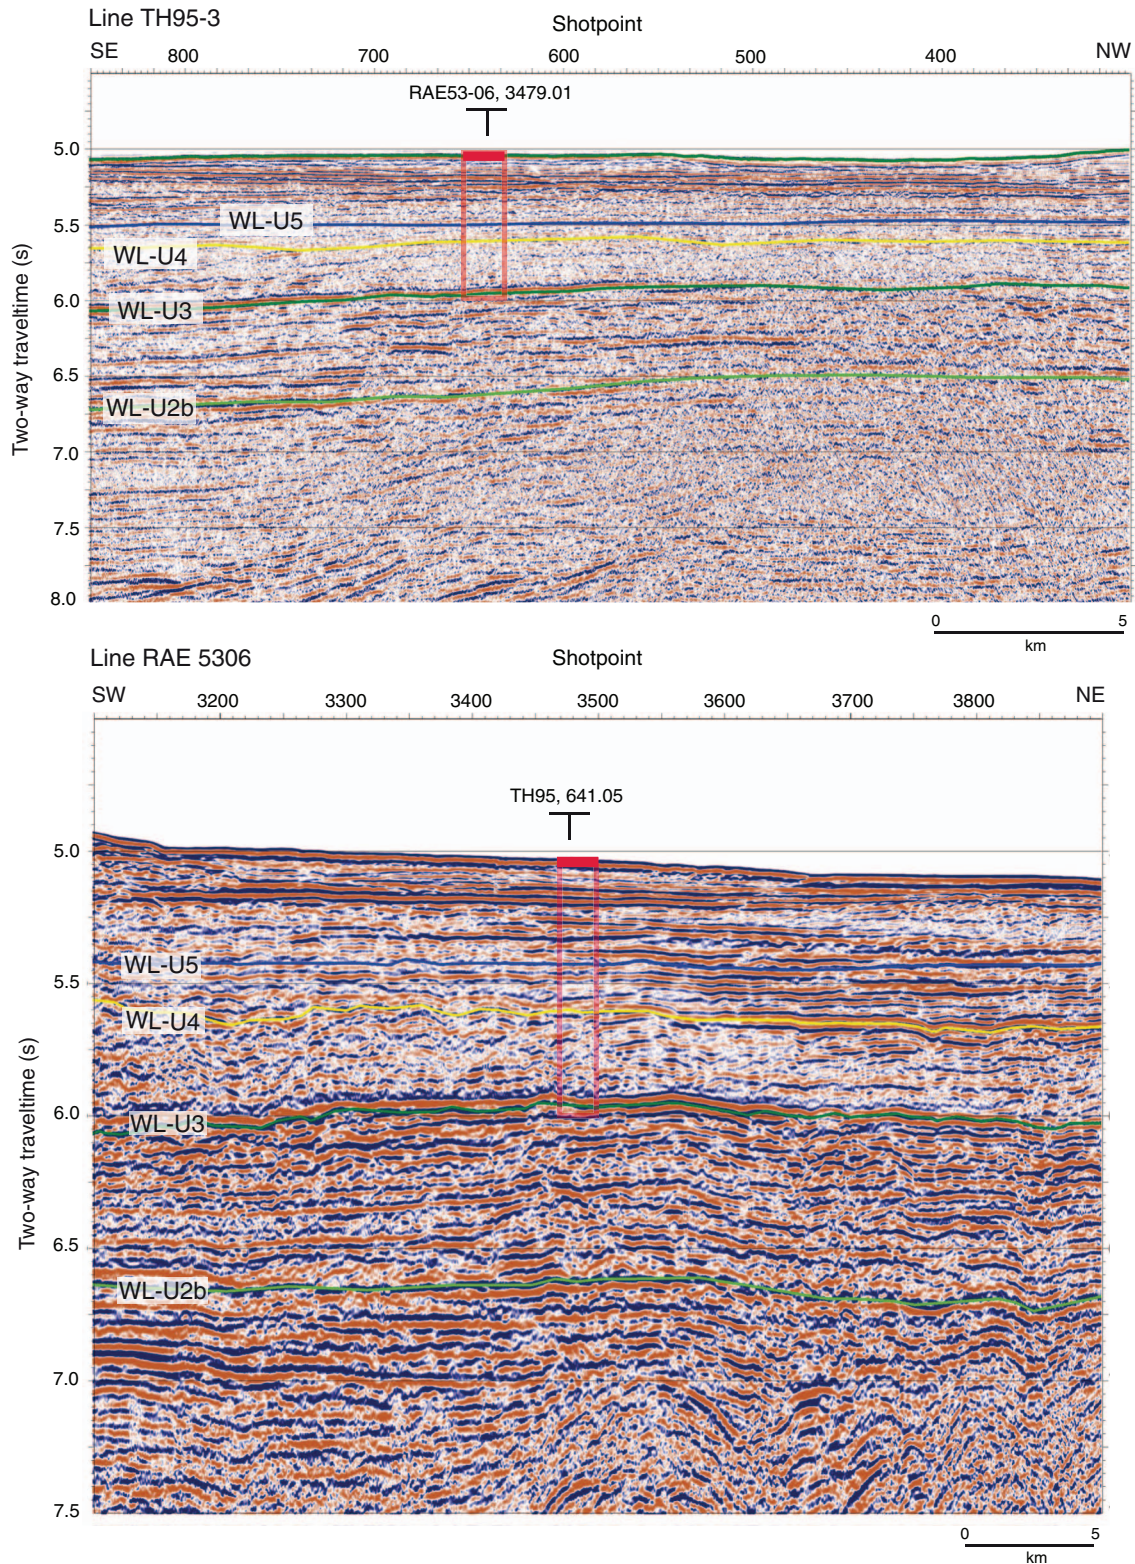 Line TH95-3
Shotpoint
SE 800 700 600 500 400 NW
RAE53-06, 3479.01
5.0
WL-U5
5.5
WL-U4
6.0
WL-U3
6.5
WL-U2b
7.0
7.5
8.0
Two-way traveltime (s)
0 5
km
Line RAE 5306
Shotpoint
SW 3200 3300 3400 3500 3600 3700 3800 NE
TH95, 641.05
5.0
WL-U5
5.5
WL-U4
6.0
WL-U3
6.5
WL-U2b
7.0
7.5
Two-way traveltime (s)
0 5
km